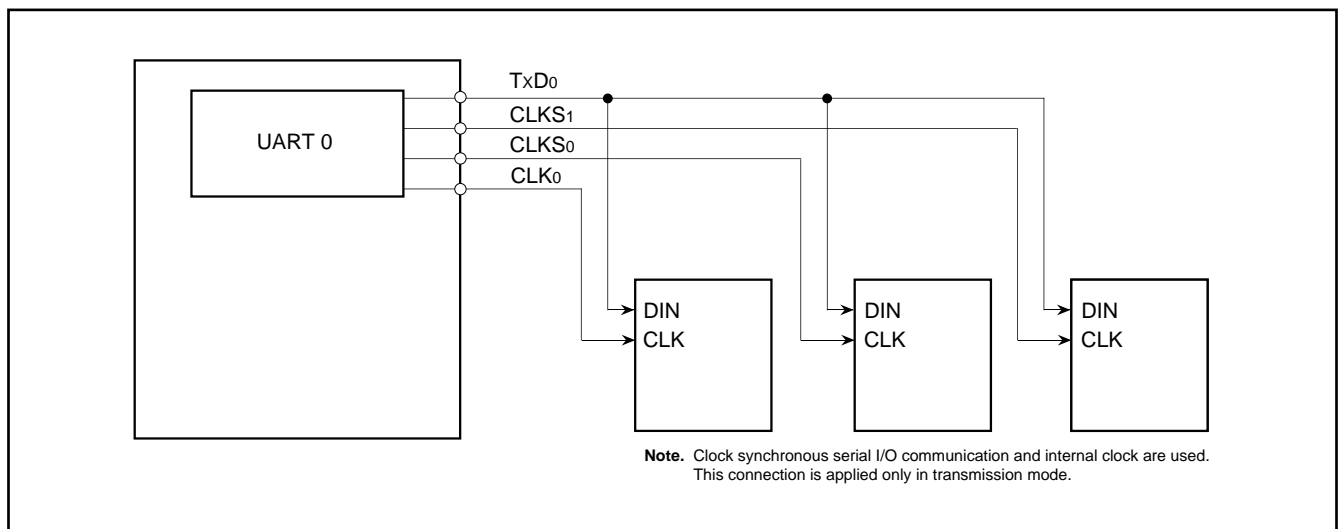 TxD0
CLKS1
CLKS0
CLK0
UART 0
DIN
CLK
DIN
CLK
DIN
CLK
Note. Clock synchronous serial I/O communication and internal clock are used.
This connection is applied only in transmission mode.